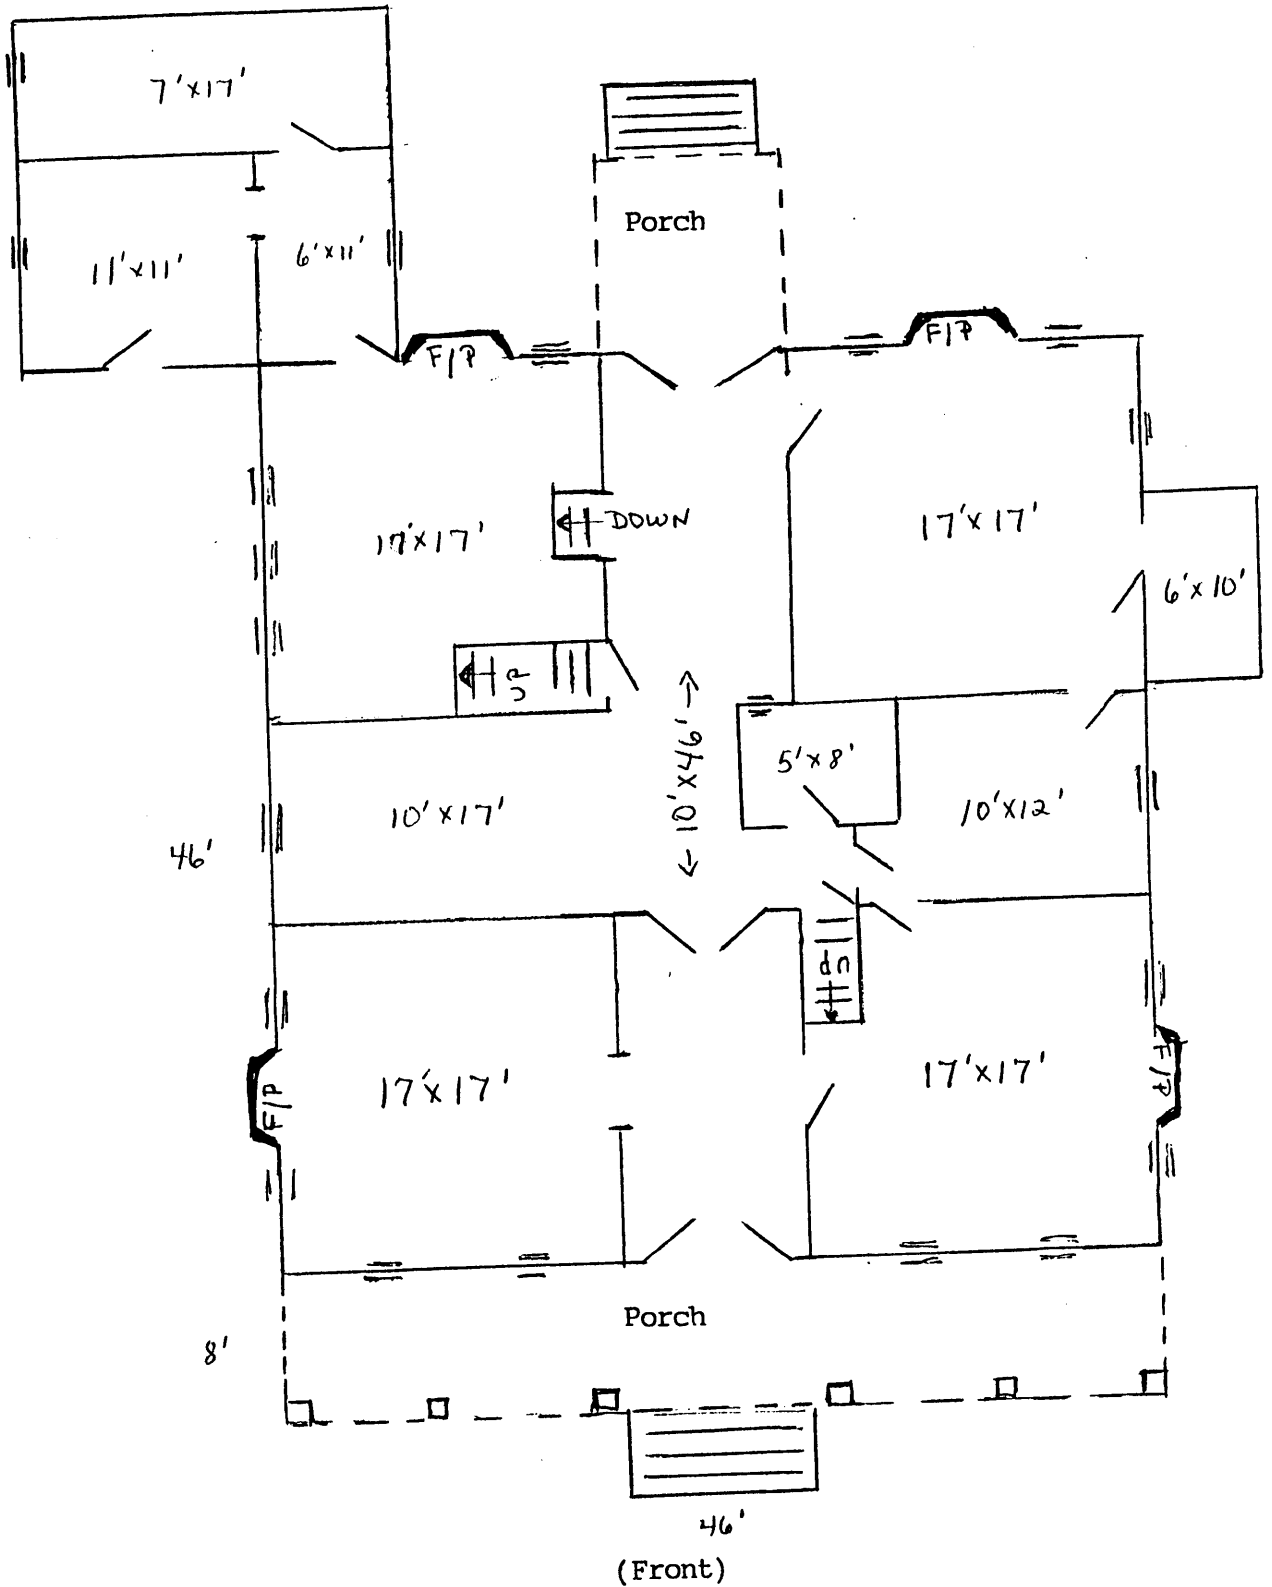 7'x17'
Porch
11'x11'
6'x11'
F/P
F/P
17'x17'
DOWN
17'x17'
6'x10'
UP
10'x46'
5'x8'
10'x17'
10'x12'
46'
dn
17'x17'
17'x17'
F/P
F/P
Porch
8'
46'
(Front)